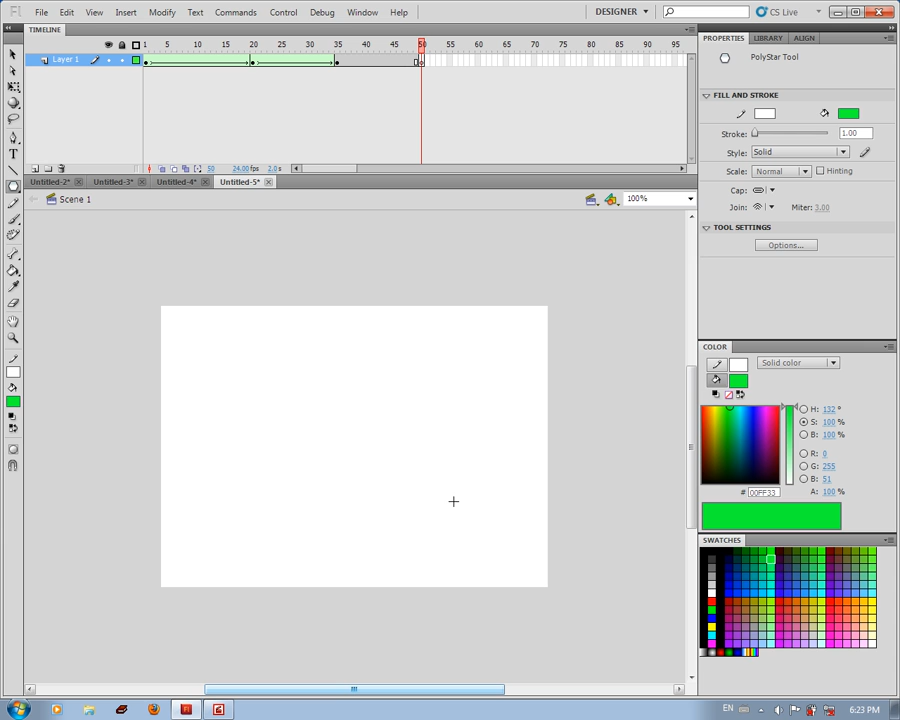 Fl File Edit View Insert Modify Text Commands Control Debug Window Help DESIGNER CS Live
TIMELINE
1 5 10 15 20 25 30 35 40 45 50 55 60 65 70 75 80 85 90 95
Layer 1
50 24.00 fps 2.0 s
Untitled-2* Untitled-3* Untitled-4* Untitled-5*
Scene 1 100%
PROPERTIES LIBRARY ALIGN
PolyStar Tool
FILL AND STROKE
Stroke: 1.00
Style: Solid
Scale: Normal Hinting
Cap:
Join: Miter: 3.00
TOOL SETTINGS
Options...
COLOR
Solid color
H: 132 °
S: 100 %
B: 100 %
R: 0
G: 255
B: 51
# 00FF33 A: 100 %
SWATCHES
Fl EN 6:23 PM